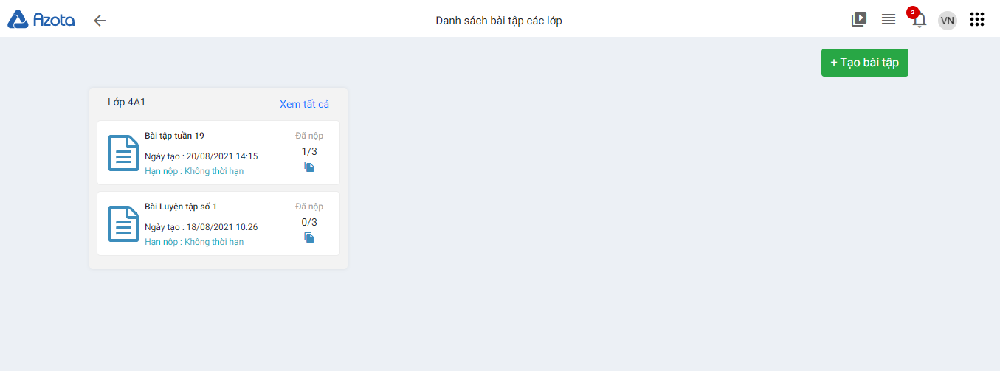 Azota
Danh sách bài tập các lớp
2
VN
+ Tạo bài tập
Lớp 4A1
Xem tất cả
Bài tập tuần 19
Đã nộp
Ngày tạo : 20/08/2021 14:15
1/3
Hạn nộp : Không thời hạn
Bài Luyện tập số 1
Đã nộp
Ngày tạo : 18/08/2021 10:26
0/3
Hạn nộp : Không thời hạn